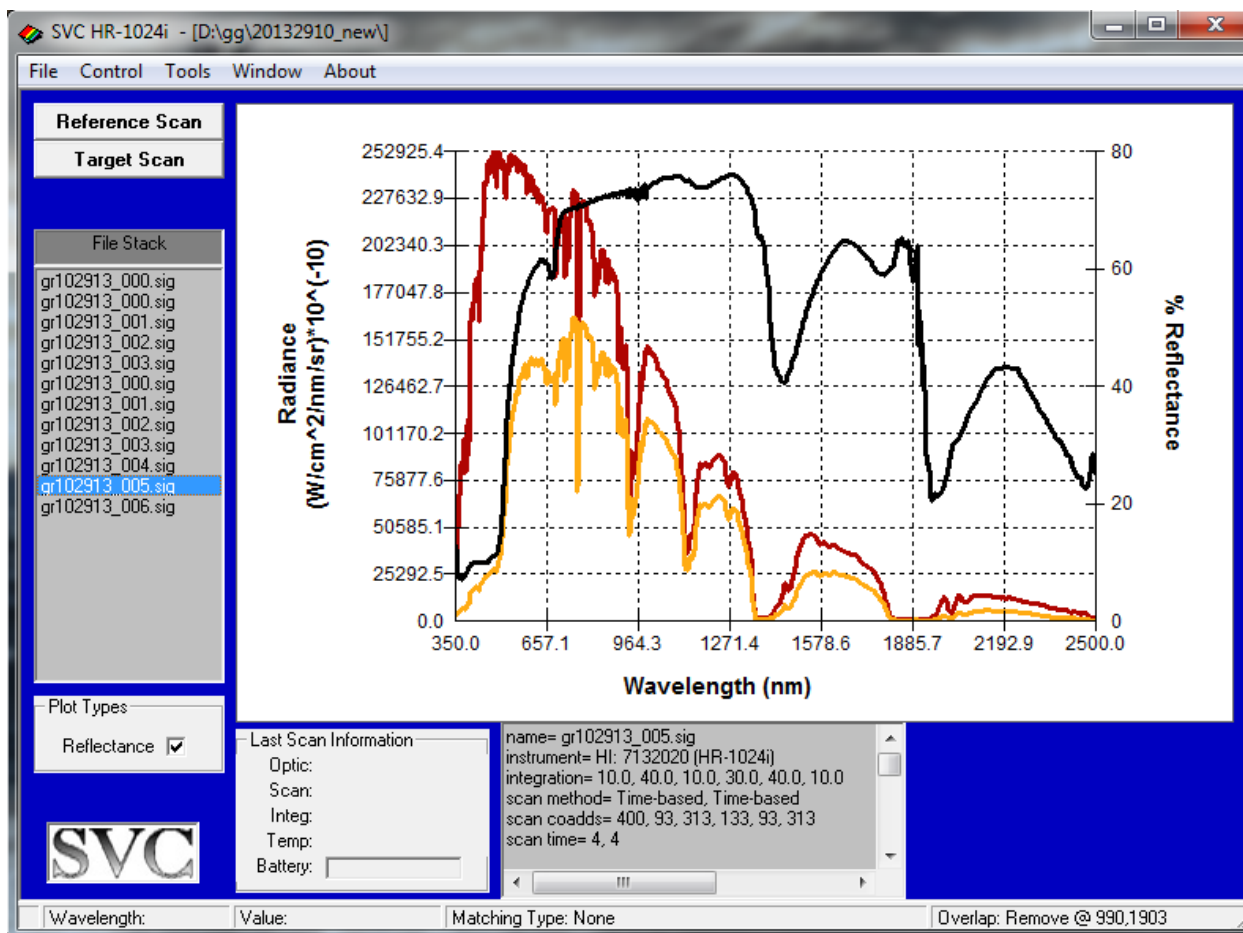 SVC HR-1024i - [D:\gg\20132910_new\]
File Control Tools Window About
Reference Scan
Target Scan
File Stack
gr102913_000.sig
gr102913_000.sig
gr102913_001.sig
gr102913_002.sig
gr102913_003.sig
gr102913_000.sig
gr102913_001.sig
gr102913_002.sig
gr102913_003.sig
gr102913_004.sig
gr102913_005.sig
gr102913_006.sig
Plot Types
Reflectance
SVC
252925.4
227632.9
202340.3
177047.8
151755.2
126462.7
101170.2
75877.6
50585.1
25292.5
0.0
Radiance
(W/cm^2/nm/sr)*10^(-10)
80
60
40
20
0
% Reflectance
350.0 657.1 964.3 1271.4 1578.6 1885.7 2192.9 2500.0
Wavelength (nm)
Last Scan Information
Optic:
Scan:
Integ:
Temp:
Battery:
name= gr102913_005.sig
instrument= HI: 7132020 (HR-1024i)
integration= 10.0, 40.0, 10.0, 30.0, 40.0, 10.0
scan method= Time-based, Time-based
scan coadds= 400, 93, 313, 133, 93, 313
scan time= 4, 4
Wavelength: Value: Matching Type: None Overlap: Remove @ 990,1903